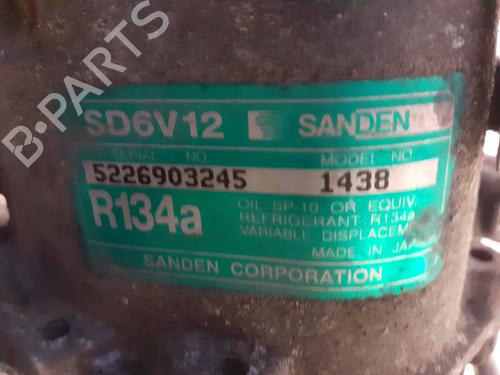 B-PARTS
SD6V12 SANDEN
SERIAL NO. MODEL NO.
5226903245 1438
R134a
OIL SP-10 OR EQUIV.
REFRIGERANT: R134a
VARIABLE DISPLACEM
MADE IN JAPA
SANDEN CORPORATION